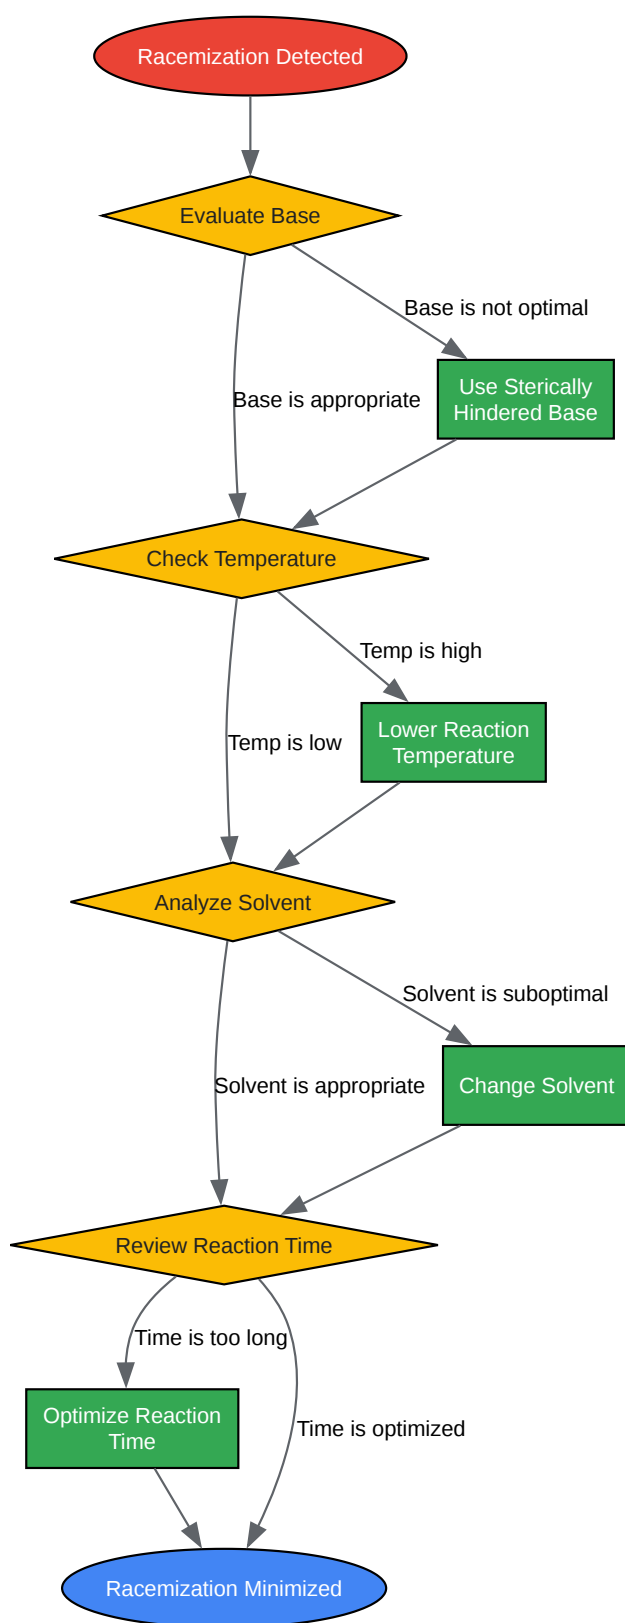 Racemization Detected
Evaluate Base
Base is not optimal
Use Sterically
Hindered Base
Base is appropriate
Check Temperature
Temp is high
Lower Reaction
Temperature
Temp is low
Analyze Solvent
Solvent is suboptimal
Change Solvent
Solvent is appropriate
Review Reaction Time
Time is too long
Optimize Reaction
Time
Time is optimized
Racemization Minimized